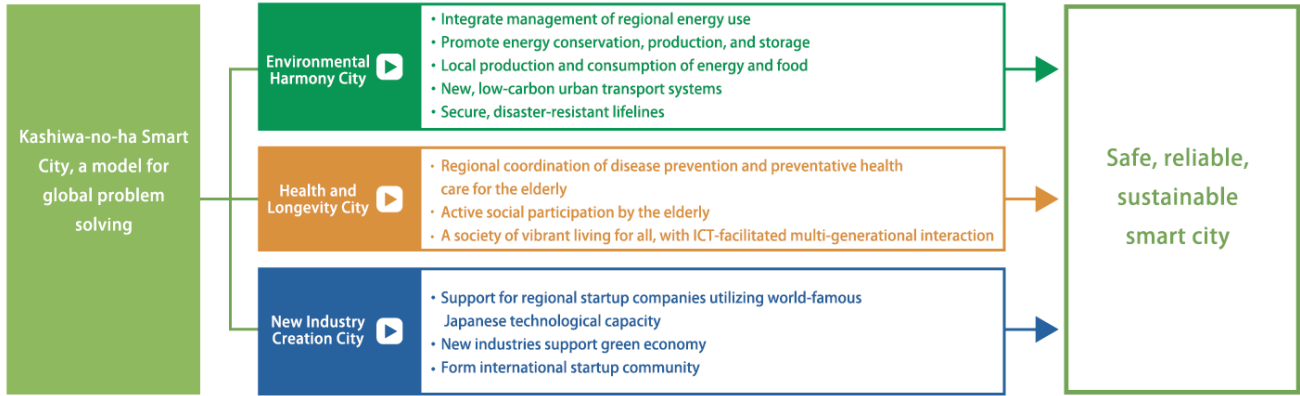 Kashiwa-no-ha Smart
City, a model for
global problem
solving
Environmental
Harmony City
• Integrate management of regional energy use
• Promote energy conservation, production, and storage
• Local production and consumption of energy and food
• New, low-carbon urban transport systems
• Secure, disaster-resistant lifelines
Health and
Longevity City
• Regional coordination of disease prevention and preventative health
care for the elderly
• Active social participation by the elderly
• A society of vibrant living for all, with ICT-facilitated multi-generational interaction
New Industry
Creation City
• Support for regional startup companies utilizing world-famous
Japanese technological capacity
• New industries support green economy
• Form international startup community
Safe, reliable,
sustainable
smart city